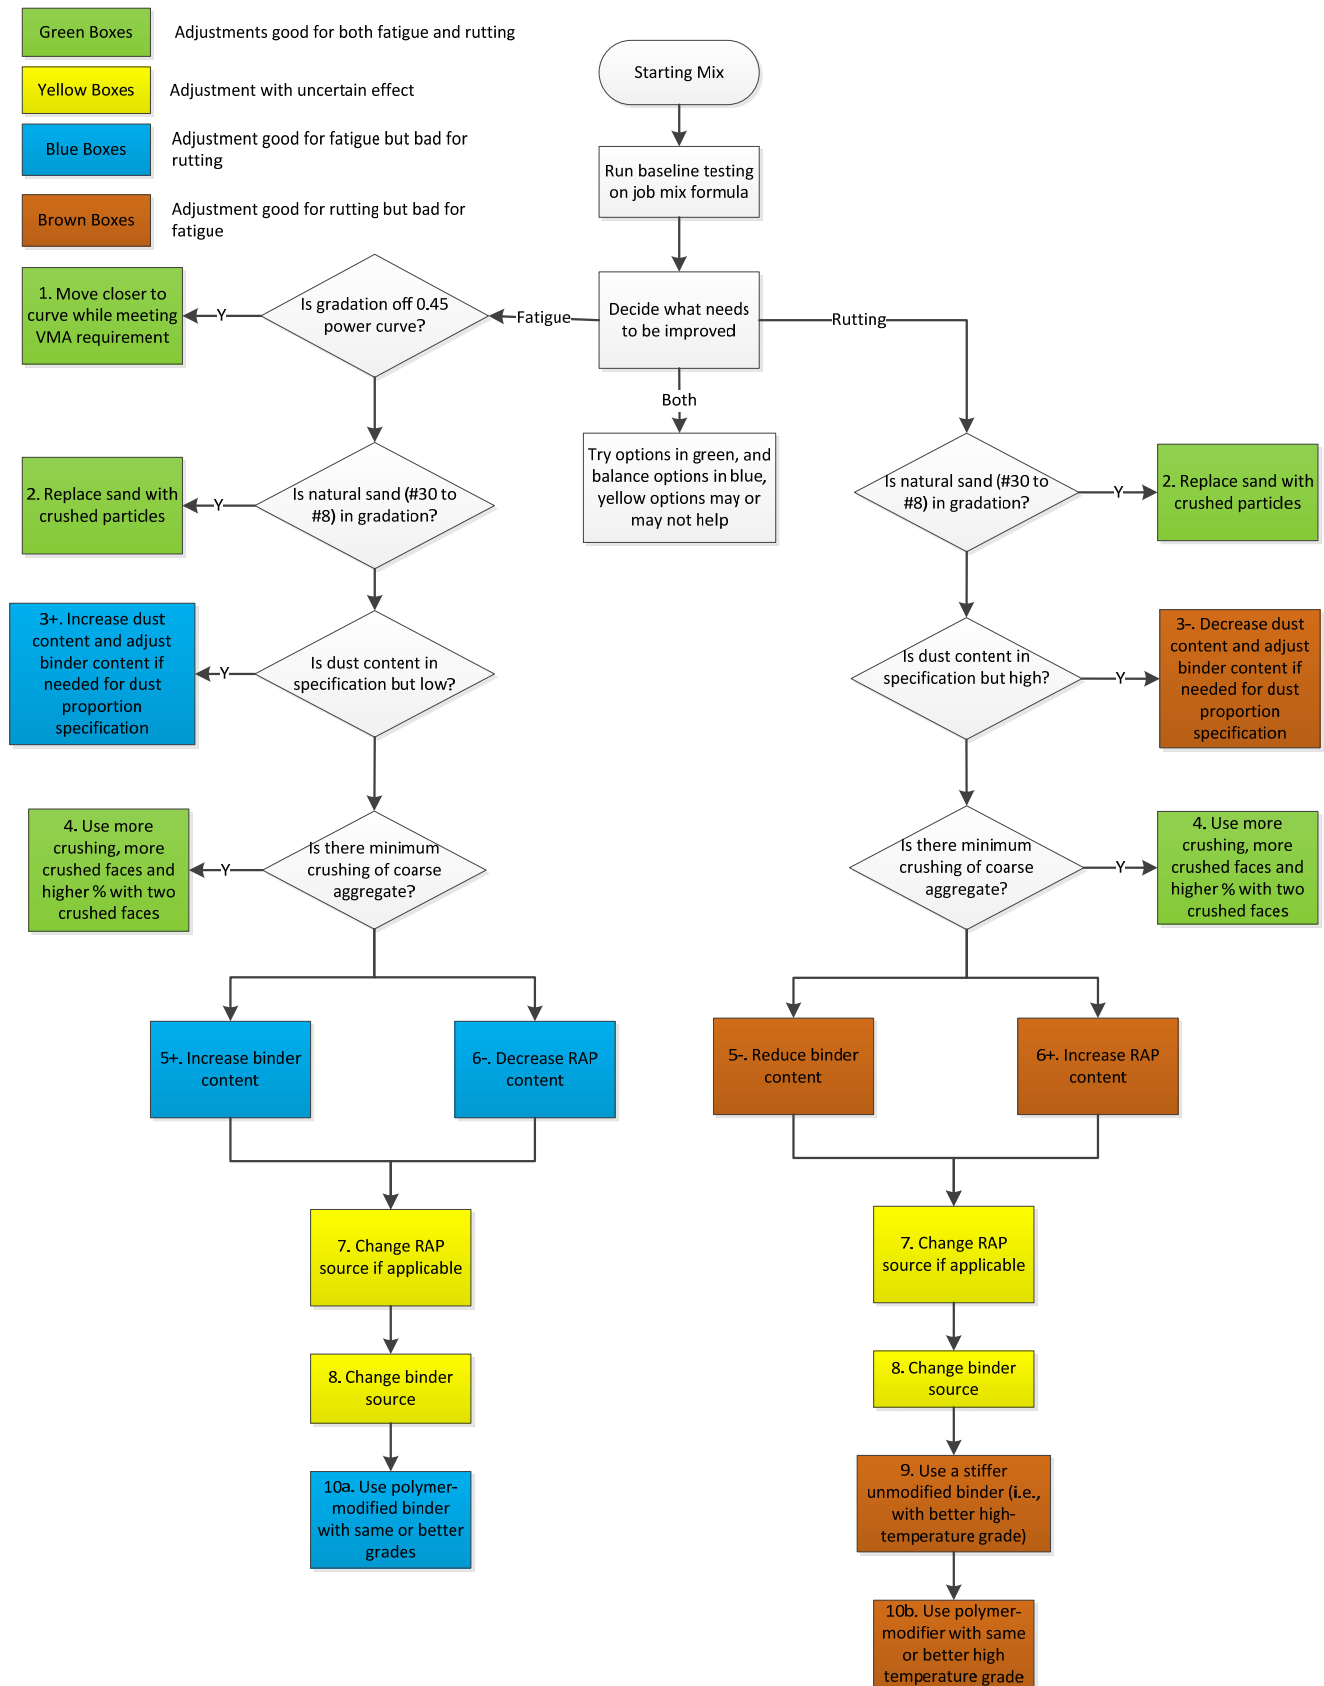 Green Boxes
Adjustments good for both fatigue and rutting
Yellow Boxes
Adjustment with uncertain effect
Blue Boxes
Adjustment good for fatigue but bad for
rutting
Brown Boxes
Adjustment good for rutting but bad for
fatigue
Starting Mix
Run baseline testing
on job mix formula
Decide what needs
to be improved
Fatigue
Rutting
Both
Try options in green, and
balance options in blue,
yellow options may or
may not help
Is gradation off 0.45
power curve?
Y
1. Move closer to
curve while meeting
VMA requirement
Is natural sand (#30 to
#8) in gradation?
Y
2. Replace sand with
crushed particles
Is dust content in
specification but low?
Y
3+. Increase dust
content and adjust
binder content if
needed for dust
proportion
specification
Is there minimum
crushing of coarse
aggregate?
Y
4. Use more
crushing, more
crushed faces and
higher % with two
crushed faces
5+. Increase binder
content
6-. Decrease RAP
content
7. Change RAP
source if applicable
8. Change binder
source
10a. Use polymer-
modified binder
with same or better
grades
Is natural sand (#30 to
#8) in gradation?
Y
2. Replace sand with
crushed particles
Is dust content in
specification but high?
Y
3-. Decrease dust
content and adjust
binder content if
needed for dust
proportion
specification
Is there minimum
crushing of coarse
aggregate?
Y
4. Use more
crushing, more
crushed faces and
higher % with two
crushed faces
5-. Reduce binder
content
6+. Increase RAP
content
7. Change RAP
source if applicable
8. Change binder
source
9. Use a stiffer
unmodified binder (i.e.,
with better high-
temperature grade)
10b. Use polymer-
modifier with same
or better high
temperature grade